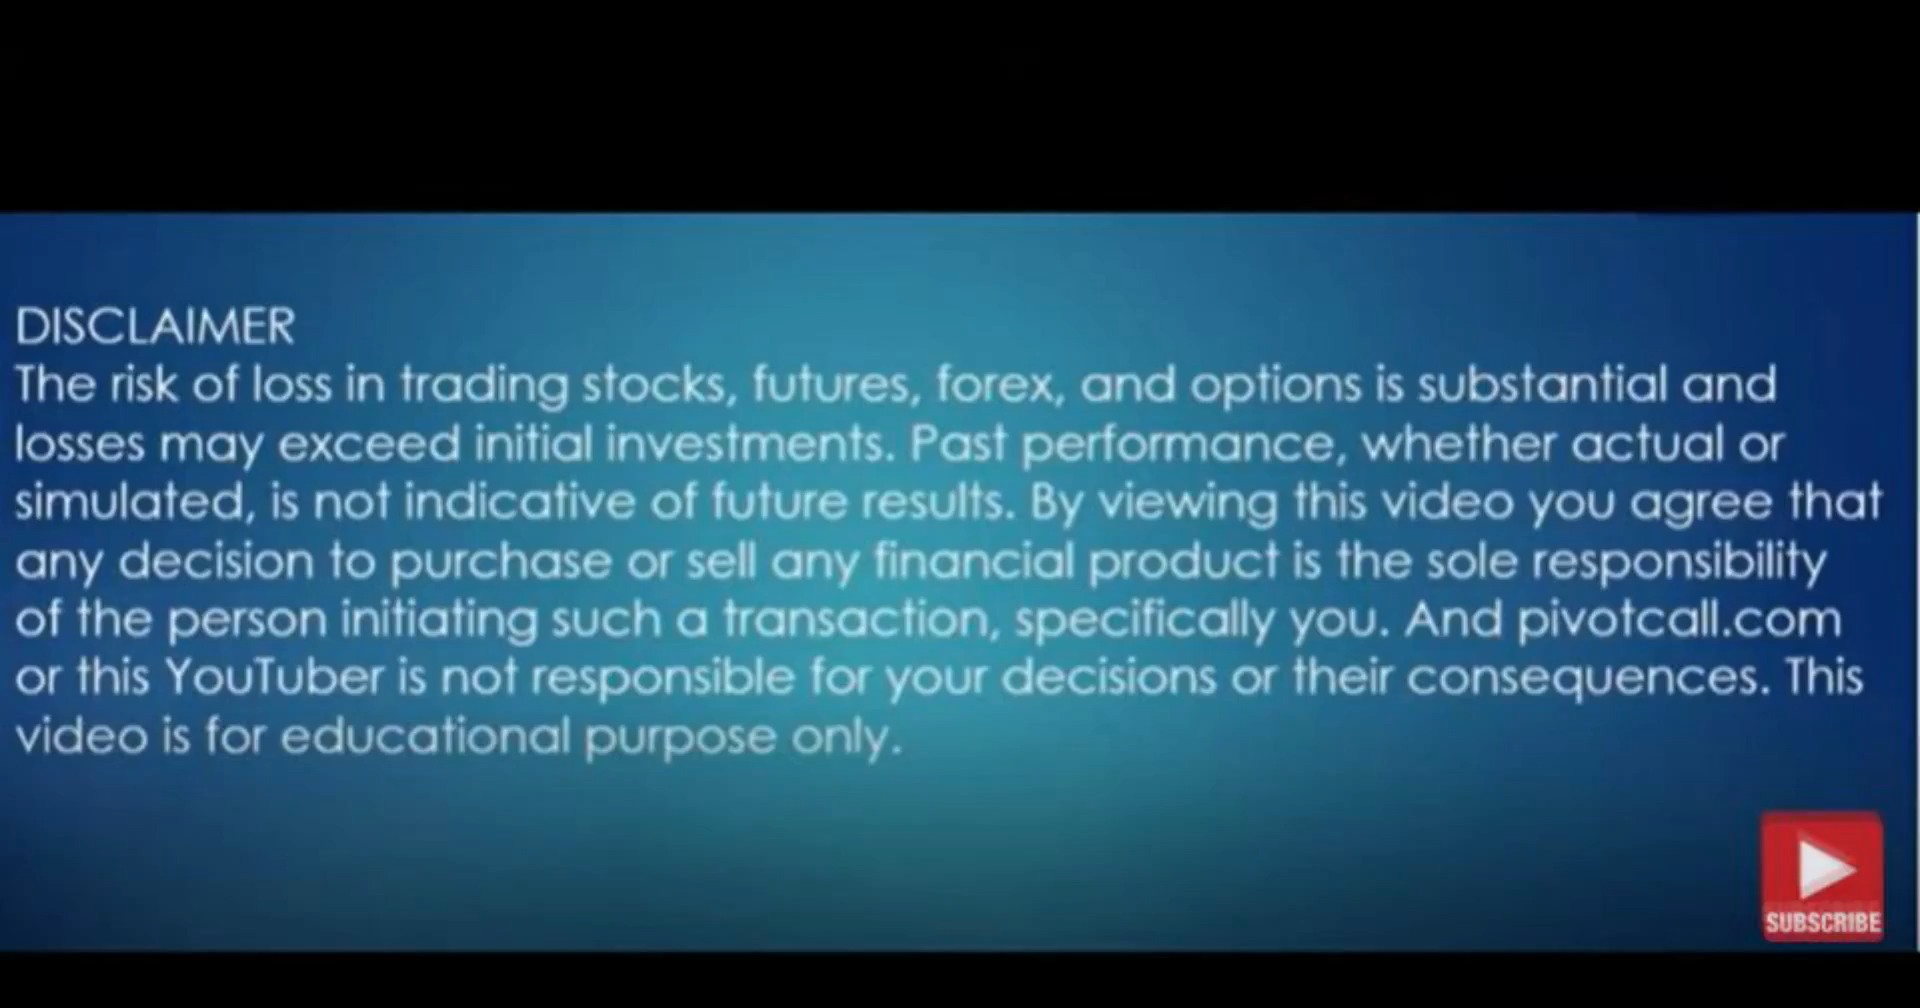 DISCLAIMER
The risk of loss in trading stocks, futures, forex, and options is substantial and
losses may exceed initial investments. Past performance, whether actual or
simulated, is not indicative of future results. By viewing this video you agree that
any decision to purchase or sell any financial product is the sole responsibility
of the person initiating such a transaction, specifically you. And pivotcall.com
or this YouTuber is not responsible for your decisions or their consequences. This
video is for educational purpose only.
SUBSCRIBE